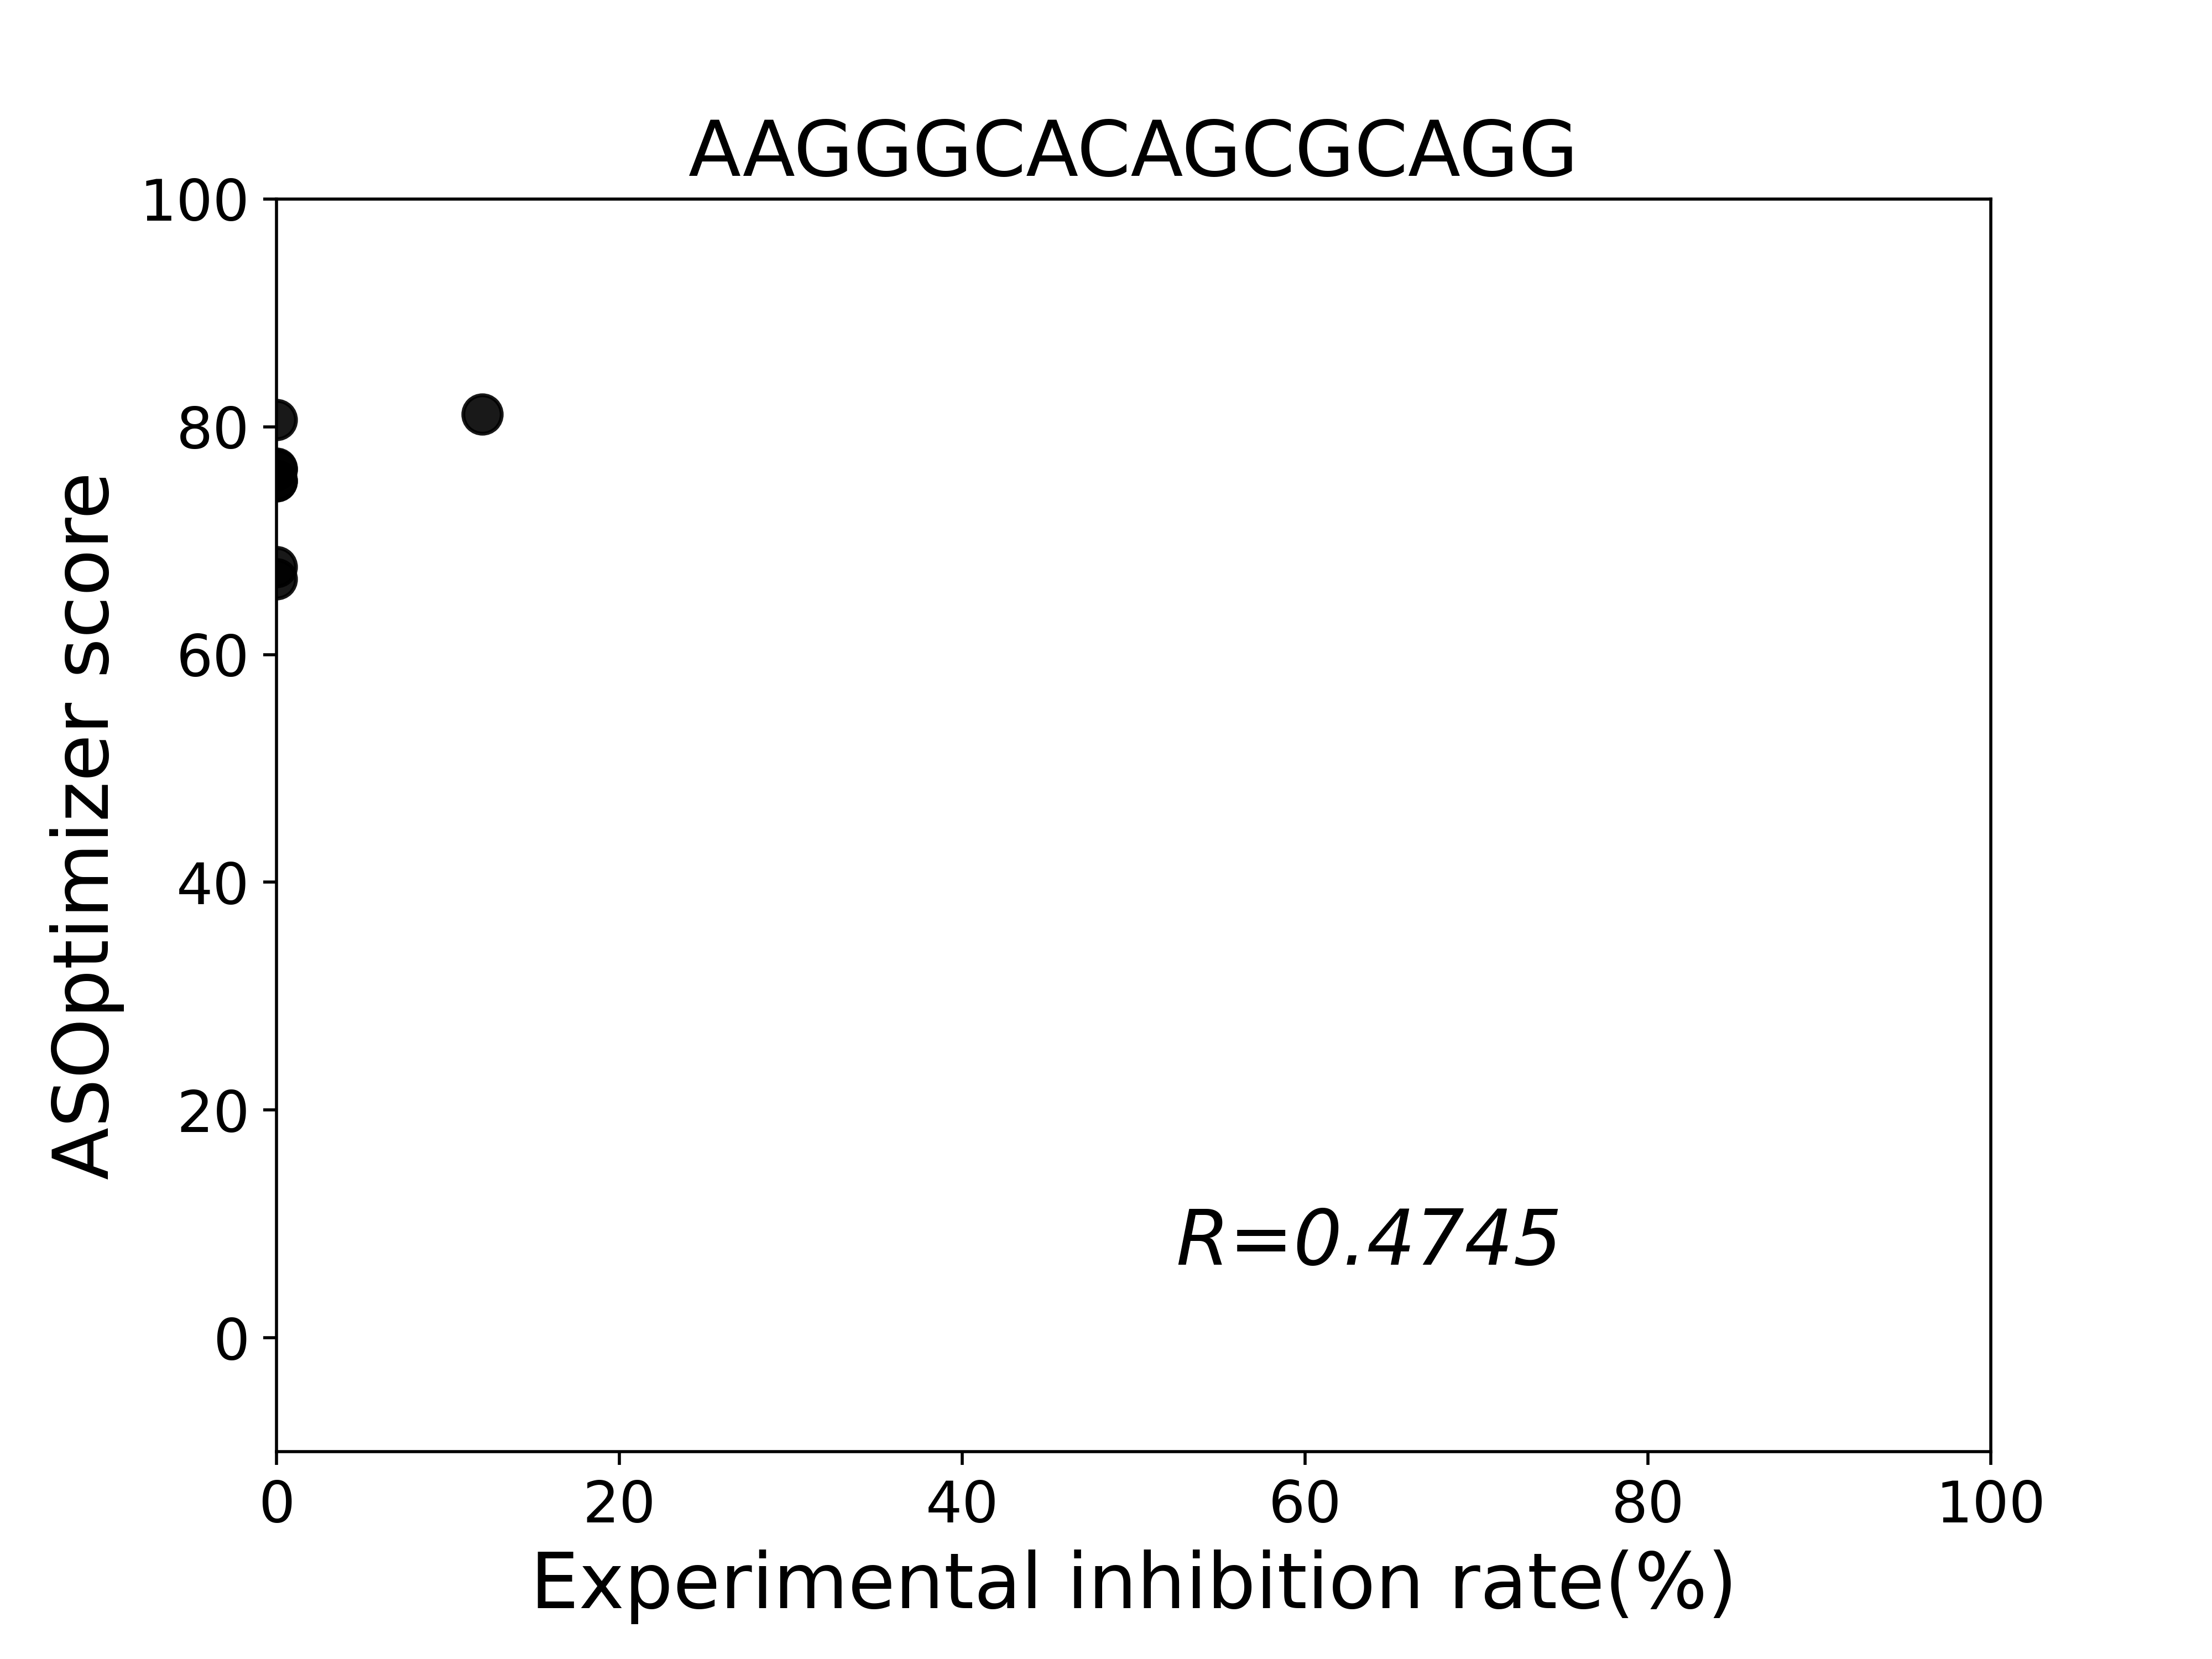 AAGGGCACAGCGCAGG
100
80
60
40
20
0
ASOptimizer score
R=0.4745
0 20 40 60 80 100
Experimental inhibition rate(%)